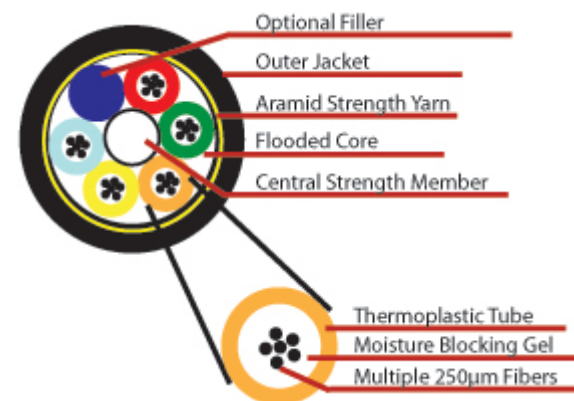 Optional Filler
Outer Jacket
Aramid Strength Yarn
Flooded Core
Central Strength Member
Thermoplastic Tube
Moisture Blocking Gel
Multiple 250µm Fibers